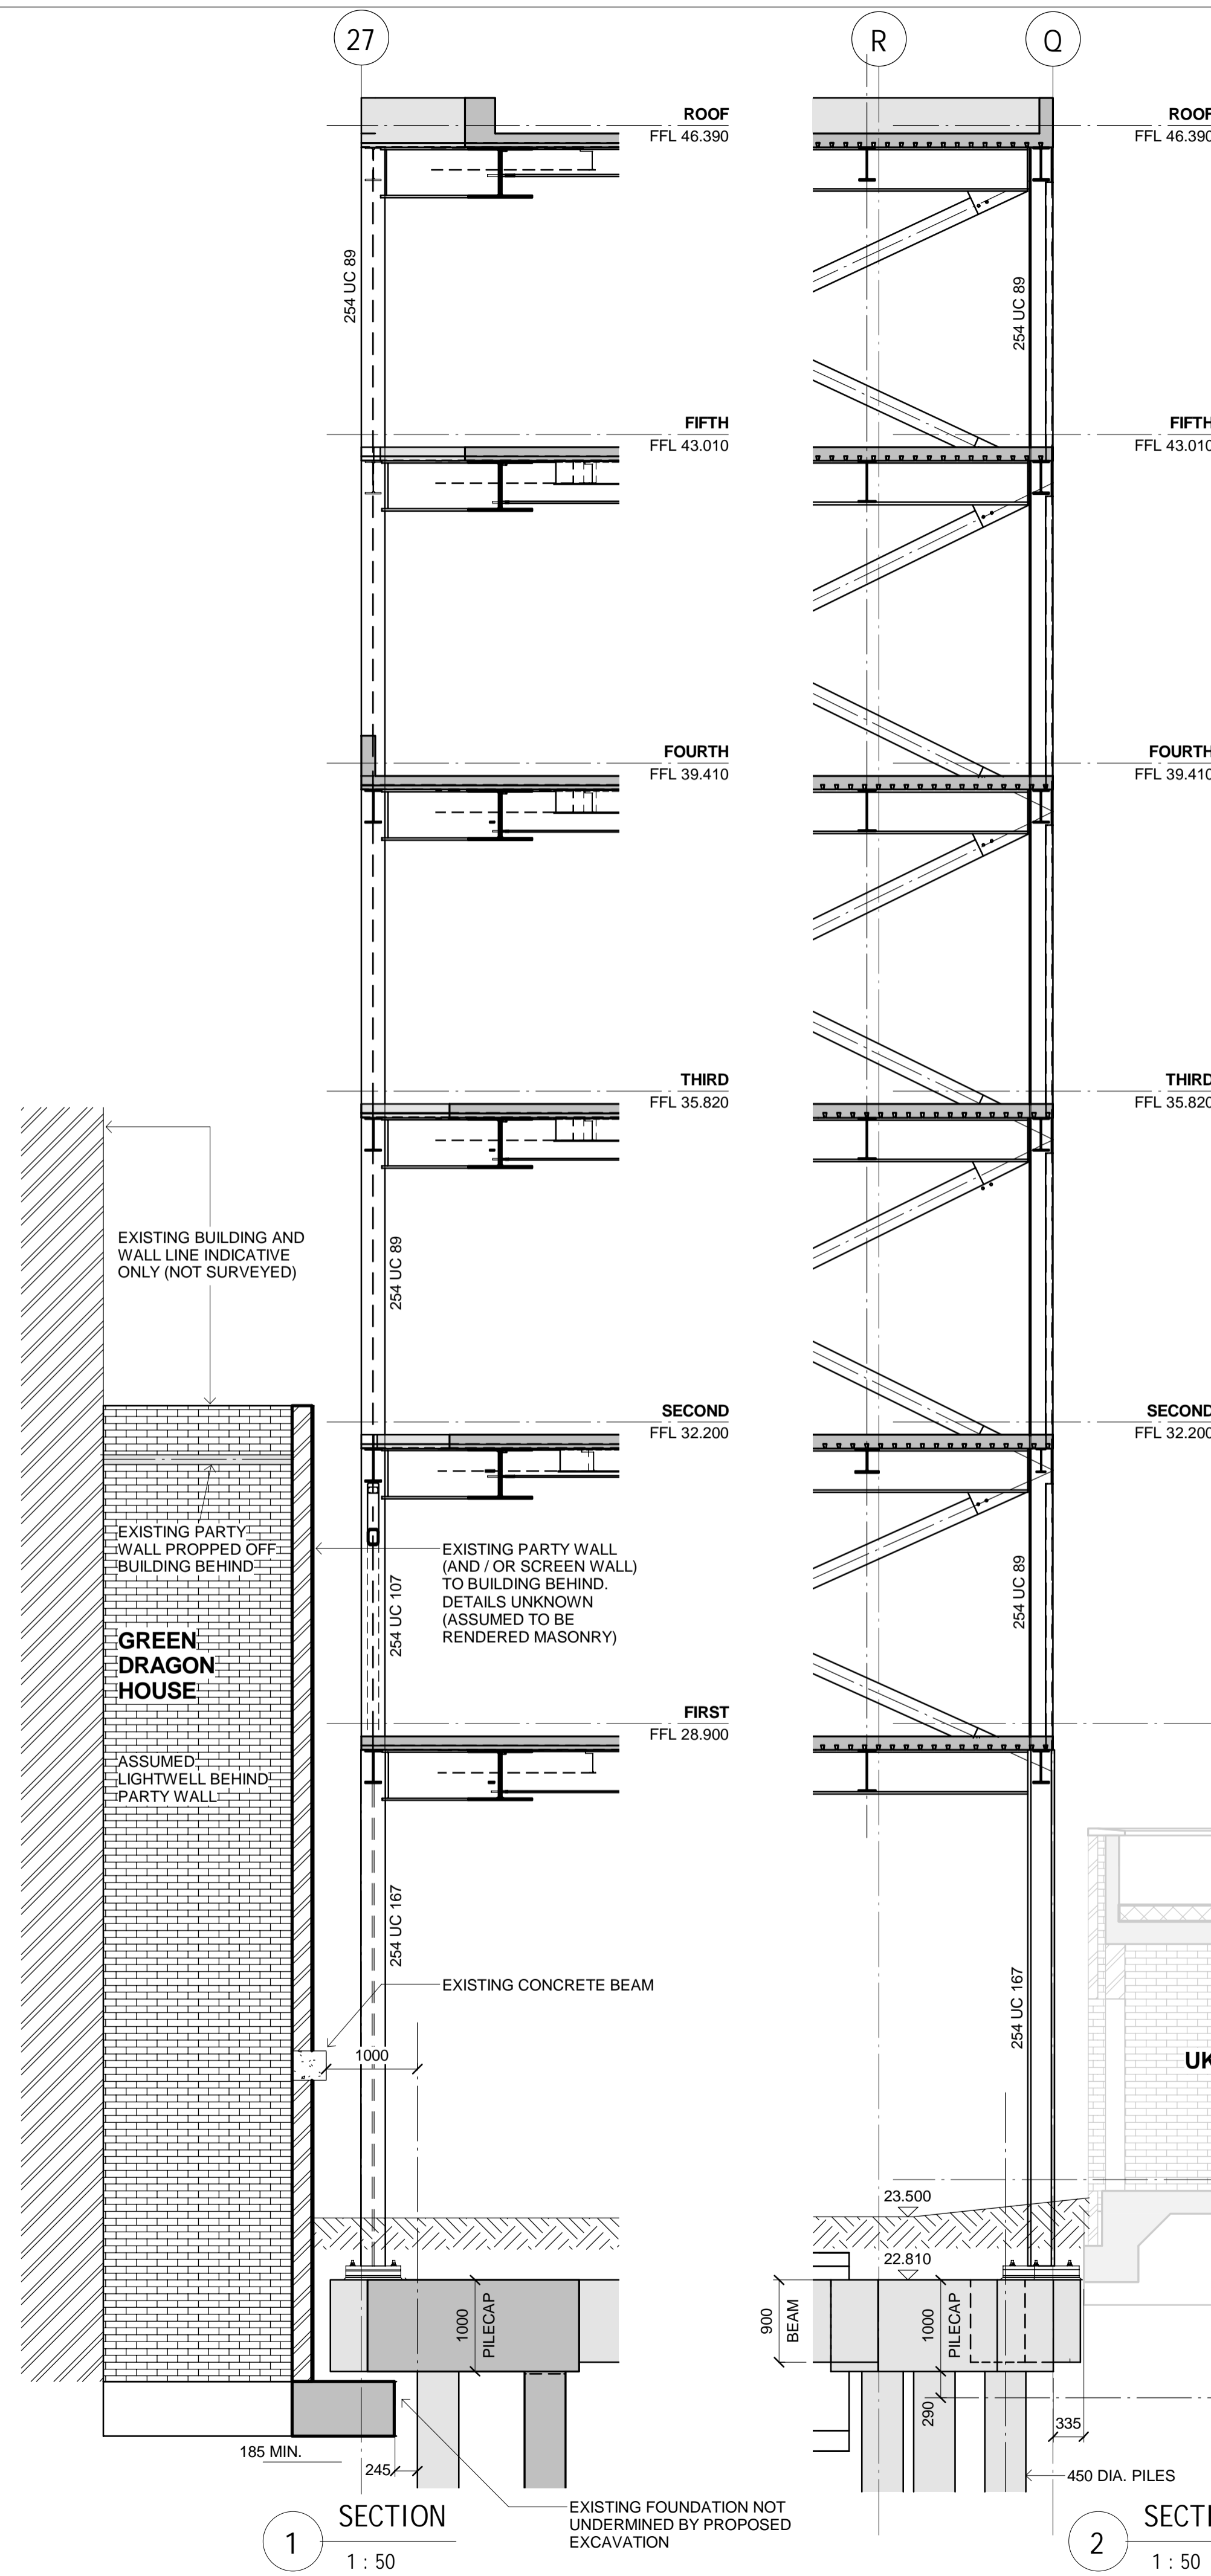 27
R
Q
ROOF
FFL 46.390
ROOF
FFL 46.390
254 UC 89
254 UC 89
FIFTH
FFL 43.010
FIFTH
FFL 43.010
FOURTH
FFL 39.410
FOURTH
FFL 39.410
THIRD
FFL 35.820
THIRD
FFL 35.820
EXISTING BUILDING AND
WALL LINE INDICATIVE
ONLY (NOT SURVEYED)
254 UC 89
SECOND
FFL 32.200
SECOND
FFL 32.200
EXISTING PARTY
WALL PROPPED OFF
BUILDING BEHIND
EXISTING PARTY WALL
(AND / OR SCREEN WALL)
TO BUILDING BEHIND.
DETAILS UNKNOWN
(ASSUMED TO BE
RENDERED MASONRY)
254 UC 107
254 UC 89
GREEN
DRAGON
HOUSE
FIRST
FFL 28.900
ASSUMED
LIGHTWELL BEHIND
PARTY WALL
254 UC 167
EXISTING CONCRETE BEAM
254 UC 167
1000
UK
23.500
22.810
1000
PILECAP
900
BEAM
1000
PILECAP
290
335
185 MIN.
245
450 DIA. PILES
EXISTING FOUNDATION NOT
UNDERMINED BY PROPOSED
EXCAVATION
1
SECTION
1 : 50
2
SECTI
1 : 50